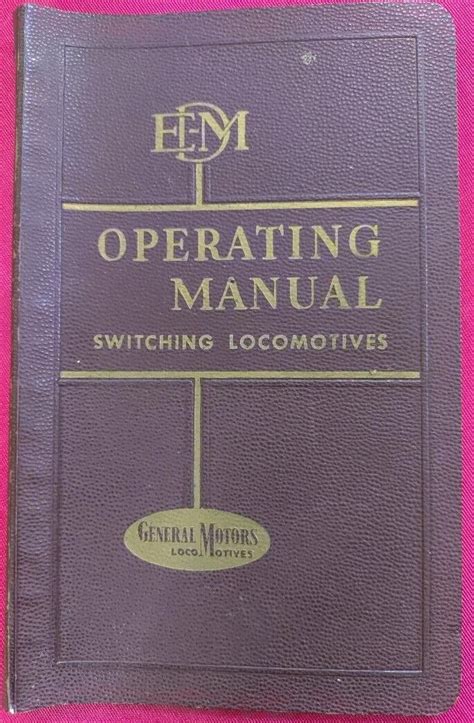 EMD
OPERATING
MANUAL
SWITCHING LOCOMOTIVES
GENERAL MOTORS
LOCOMOTIVES